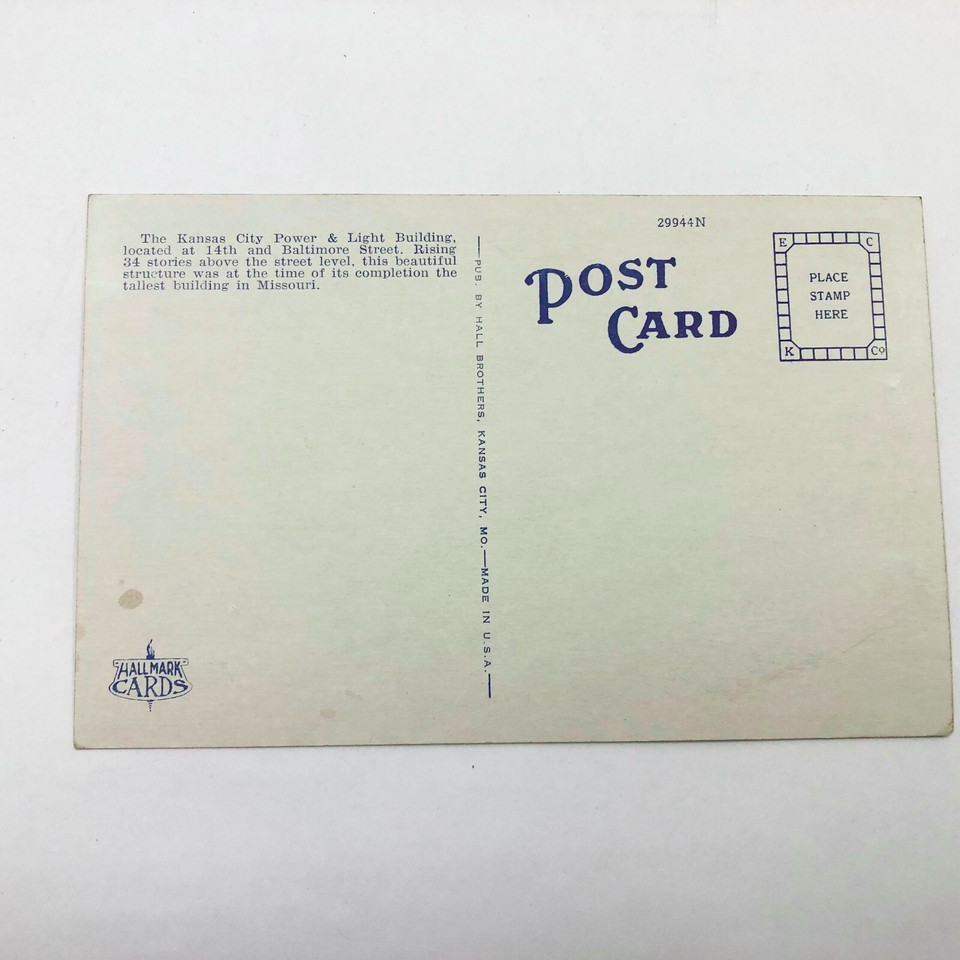 The Kansas City Power & Light Building,
located at 14th and Baltimore Street. Rising
34 stories above the street level, this beautiful
structure was at the time of its completion the
tallest building in Missouri.
HALLMARK
CARDS
PUB. BY HALL BROTHERS, KANSAS CITY, MO.—MADE IN U.S.A.
29944N
POST
CARD
E C
PLACE
STAMP
HERE
K Co